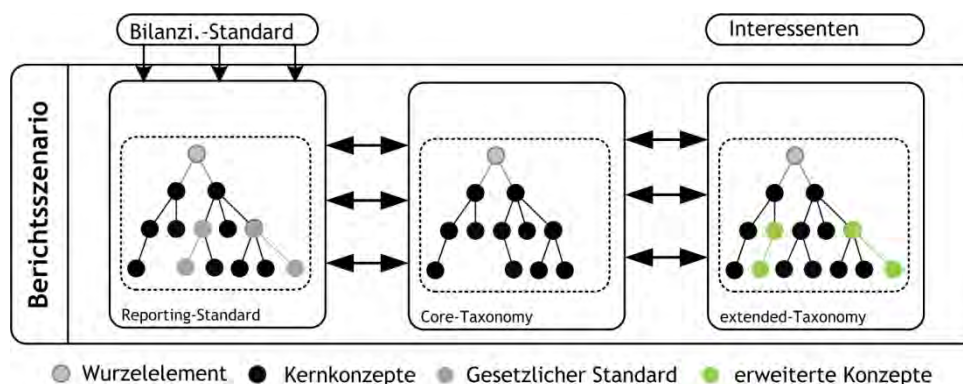 Bilanzi.-Standard
Interessenten
Berichtsszenario
Reporting-Standard
Core-Taxonomy
extended-Taxonomy
Wurzelelement
Kernkonzepte
Gesetzlicher Standard
erweiterte Konzepte